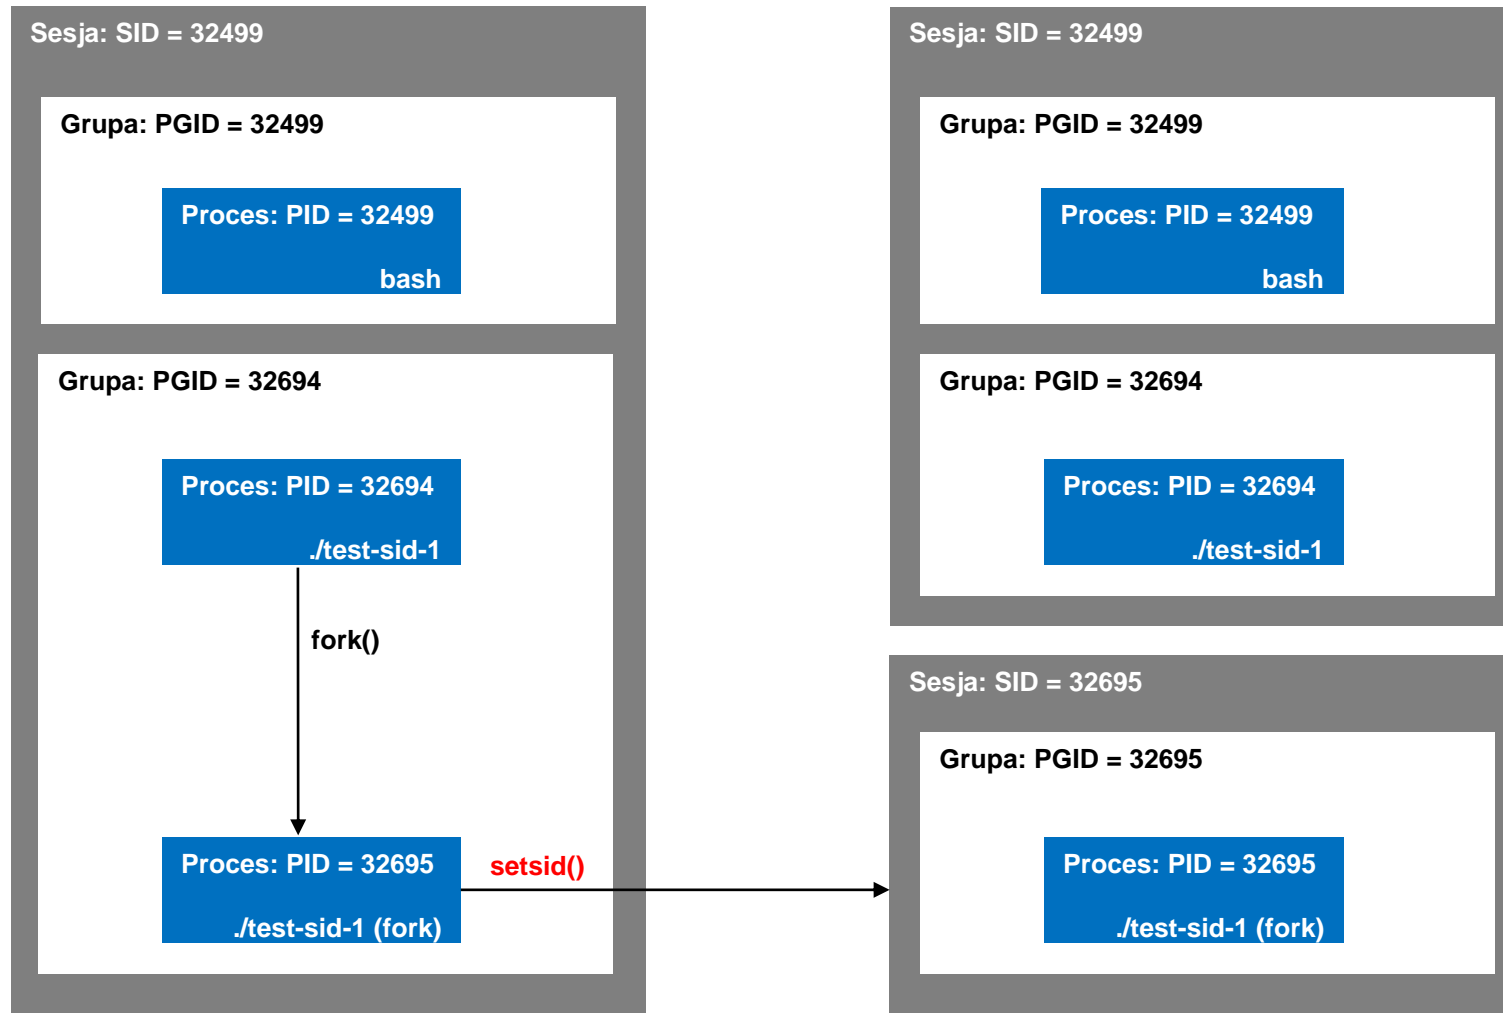 Sesja: SID = 32499
Grupa: PGID = 32499
Proces: PID = 32499
bash
Grupa: PGID = 32694
Proces: PID = 32694
./test-sid-1
fork()
Proces: PID = 32695
./test-sid-1 (fork)
setsid()
Sesja: SID = 32499
Grupa: PGID = 32499
Proces: PID = 32499
bash
Grupa: PGID = 32694
Proces: PID = 32694
./test-sid-1
Sesja: SID = 32695
Grupa: PGID = 32695
Proces: PID = 32695
./test-sid-1 (fork)